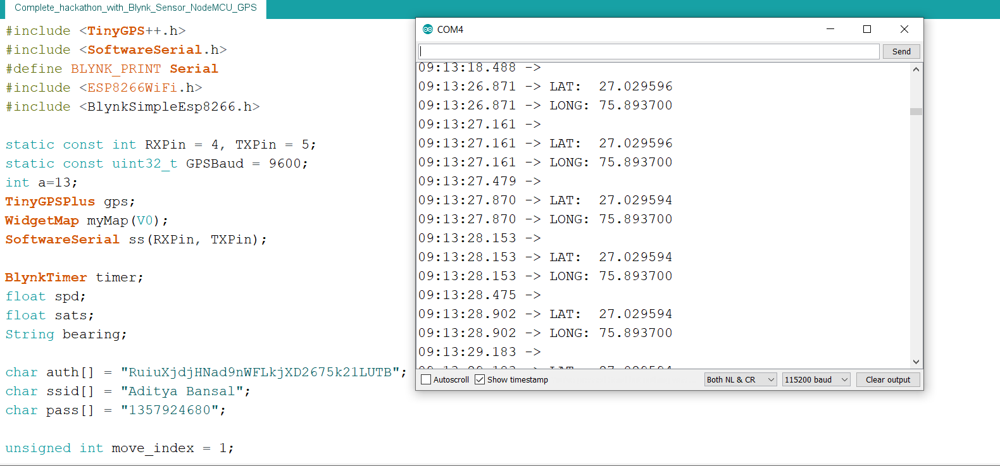 Complete_hackathon_with_Blynk_Sensor_NodeMCU_GPS
#include <TinyGPS++.h>
#include <SoftwareSerial.h>
#define BLYNK_PRINT Serial
#include <ESP8266WiFi.h>
#include <BlynkSimpleEsp8266.h>
static const int RXPin = 4, TXPin = 5;
static const uint32_t GPSBaud = 9600;
int a=13;
TinyGPSPlus gps;
WidgetMap myMap(V0);
SoftwareSerial ss(RXPin, TXPin);
BlynkTimer timer;
float spd;
float sats;
String bearing;
char auth[] = "RuiuXjdjHNad9nWFLkjXD2675k21LUTB";
char ssid[] = "Aditya Bansal";
char pass[] = "1357924680";
unsigned int move_index = 1;
COM4
Send
09:13:18.488 ->
09:13:26.871 -> LAT:  27.029596
09:13:26.871 -> LONG: 75.893700
09:13:27.161 ->
09:13:27.161 -> LAT:  27.029596
09:13:27.161 -> LONG: 75.893700
09:13:27.479 ->
09:13:27.870 -> LAT:  27.029594
09:13:27.870 -> LONG: 75.893700
09:13:28.153 ->
09:13:28.153 -> LAT:  27.029594
09:13:28.153 -> LONG: 75.893700
09:13:28.475 ->
09:13:28.902 -> LAT:  27.029594
09:13:28.902 -> LONG: 75.893700
09:13:29.183 ->
09:13:29.183 -> LAT:  27.029594
Autoscroll
Show timestamp
Both NL & CR
115200 baud
Clear output